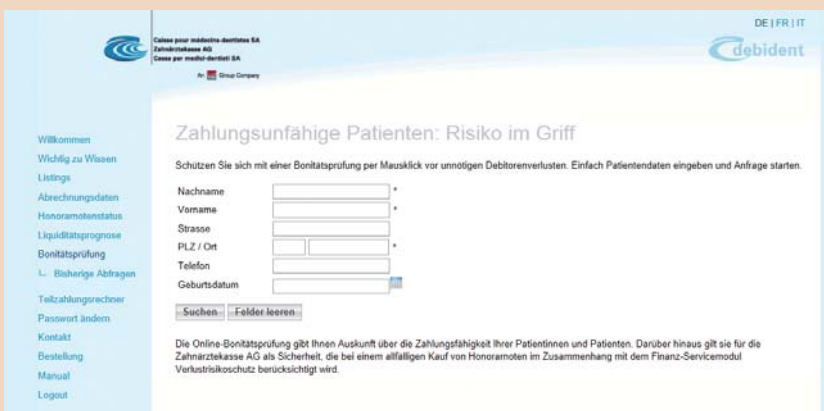 DE | FR | IT
Caisse pour médecins-dentistes SA
Zahnärztekasse AG
Cassa per medici-dentisti SA
Group Company
debident
Willkommen
Wichtig zu Wissen
Listings
Abrechnungsdaten
Honorarnotenstatus
Liquiditätsprognose
Bonitätsprüfung
Bisherige Abfragen
Teilzahlungsrechner
Passwort ändern
Kontakt
Bestellung
Manual
Logout
Zahlungsunfähige Patienten: Risiko im Griff
Schützen Sie sich mit einer Bonitätsprüfung per Mausklick vor unnötigen Debitorenverlusten. Einfach Patientendaten eingeben und Anfrage starten.
Nachname *
Vorname *
Strasse
PLZ / Ort *
Telefon
Geburtsdatum
Suchen Felder leeren
Die Online-Bonitätsprüfung gibt Ihnen Auskunft über die Zahlungsfähigkeit Ihrer Patientinnen und Patienten. Darüber hinaus gilt sie für die
Zahnärztekasse AG als Sicherheit, die bei einem allfälligen Kauf von Honorarnoten im Zusammenhang mit dem Finanz-Servicemodul
Verlustrisikoschutz berücksichtigt wird.